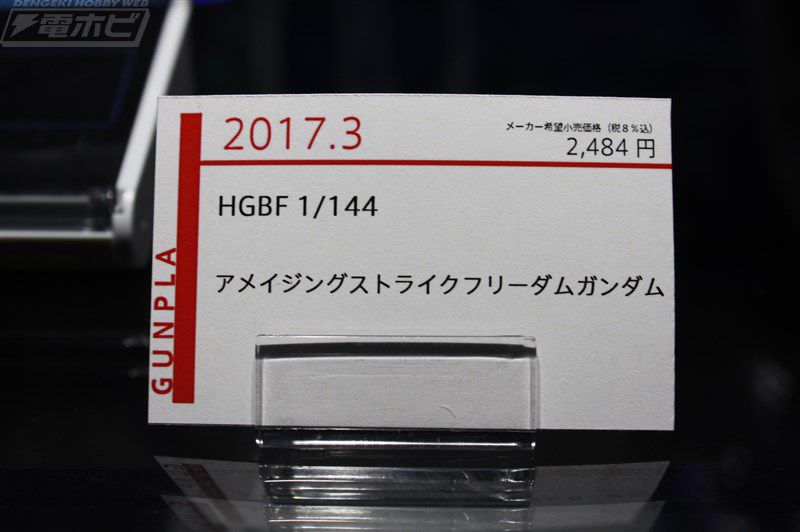 DENGEKI HOBBY WEB
電ホビ
2017.3
メーカー希望小売価格（税8%込）
2,484 円
HGBF 1/144
アメイジングストライクフリーダムガンダム
GUNPLA